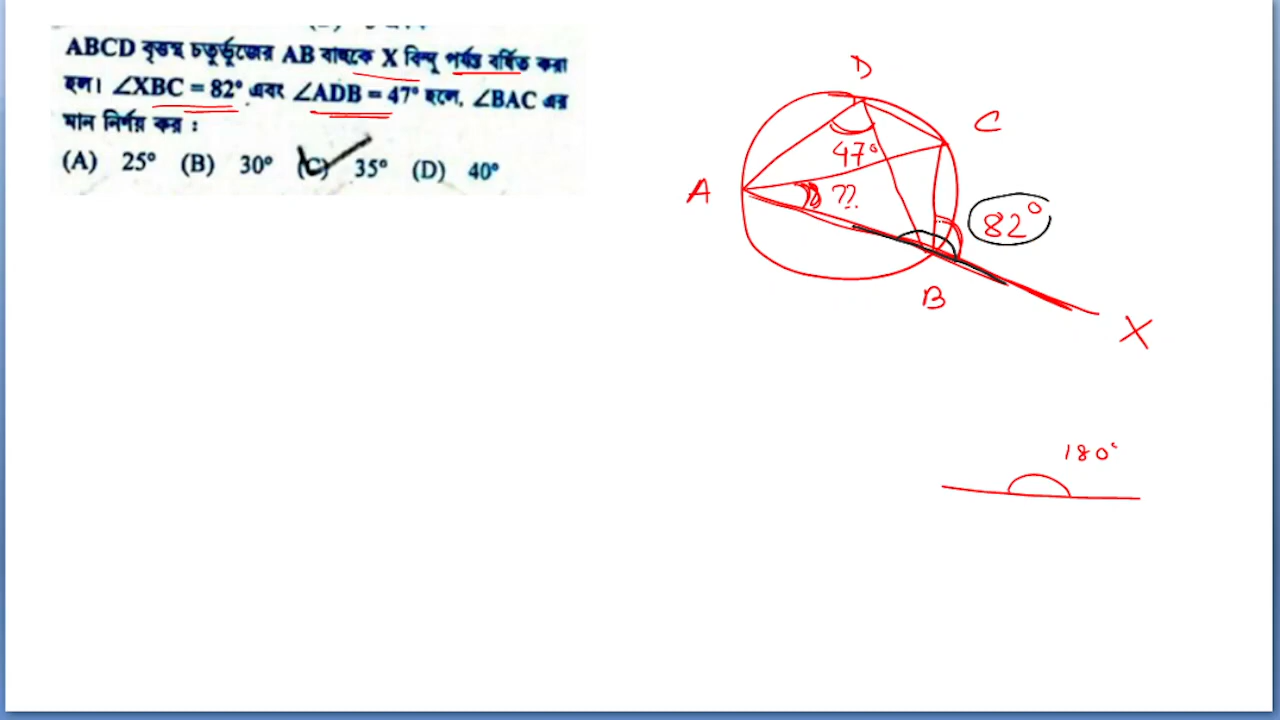 ABCD বৃত্তস্থ চতুর্ভূজের AB বাহুকে X বিন্দু পর্যন্ত বর্ধিত করা
হল। ∠XBC = 82° এবং ∠ADB = 47° হলে, ∠BAC এর
মান নির্ণয় কর :
(A) 25° (B) 30° (C) 35° (D) 40°
D
C
47°
A
??
82°
B
X
180°